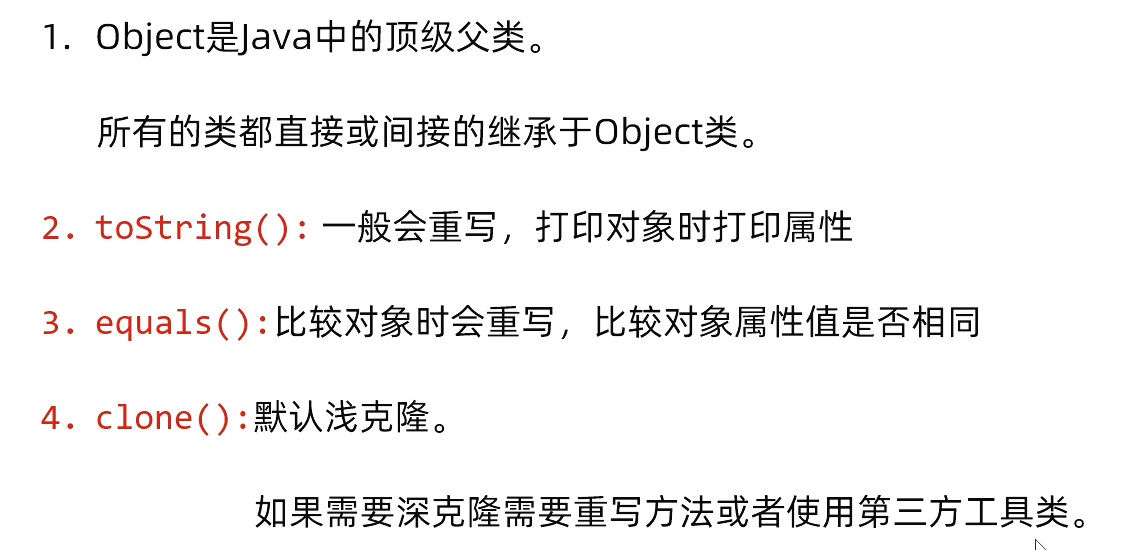 1. Object是Java中的顶级父类。
所有的类都直接或间接的继承于Object类。
2. toString(): 一般会重写，打印对象时打印属性
3. equals():比较对象时会重写，比较对象属性值是否相同
4. clone():默认浅克隆。
如果需要深克隆需要重写方法或者使用第三方工具类。